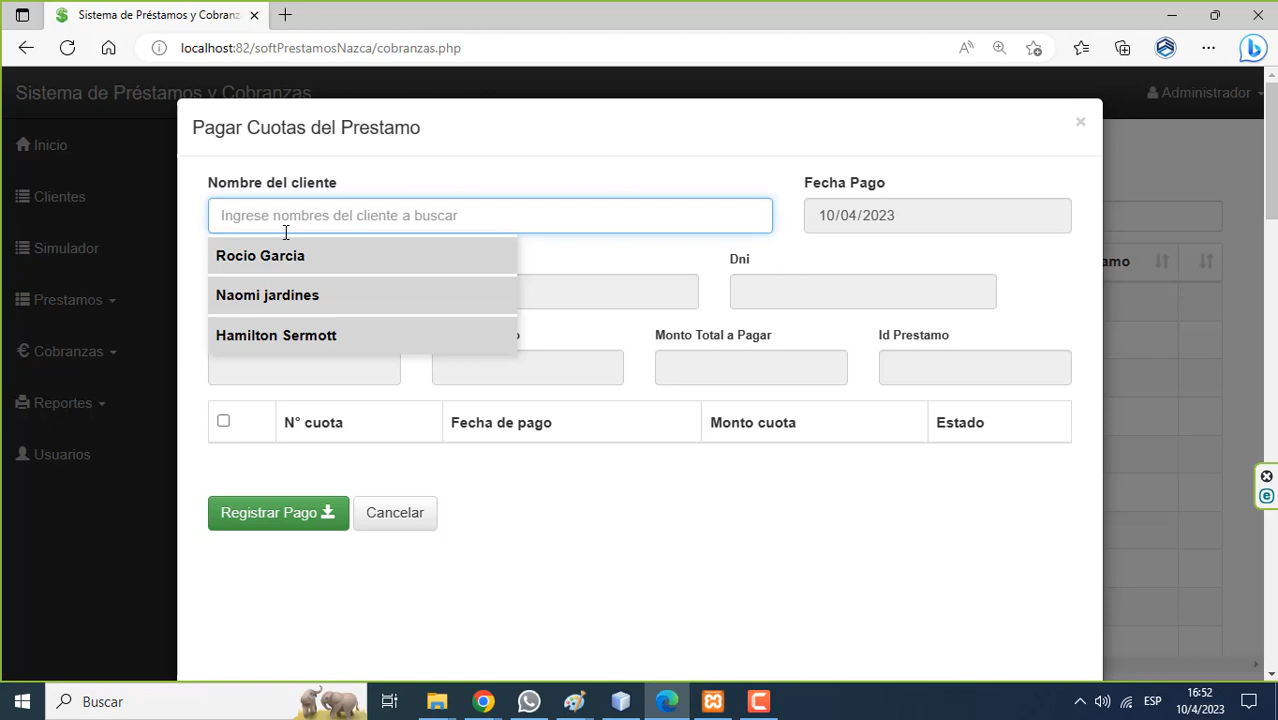 Sistema de Préstamos y Cobranz
localhost:82/softPrestamosNazca/cobranzas.php
Sistema de Préstamos y Cobranzas
Administrador
Inicio
Clientes
Simulador
Prestamos
Cobranzas
Reportes
Usuarios
Pagar Cuotas del Prestamo
×
Nombre del cliente
Fecha Pago
Ingrese nombres del cliente a buscar
10/04/2023
Rocio Garcia
Naomi jardines
Hamilton Sermott
Dni
Monto Total a Pagar
Id Prestamo
N° cuota
Fecha de pago
Monto cuota
Estado
Registrar Pago
Cancelar
Buscar
ESP
16:52
10/4/2023